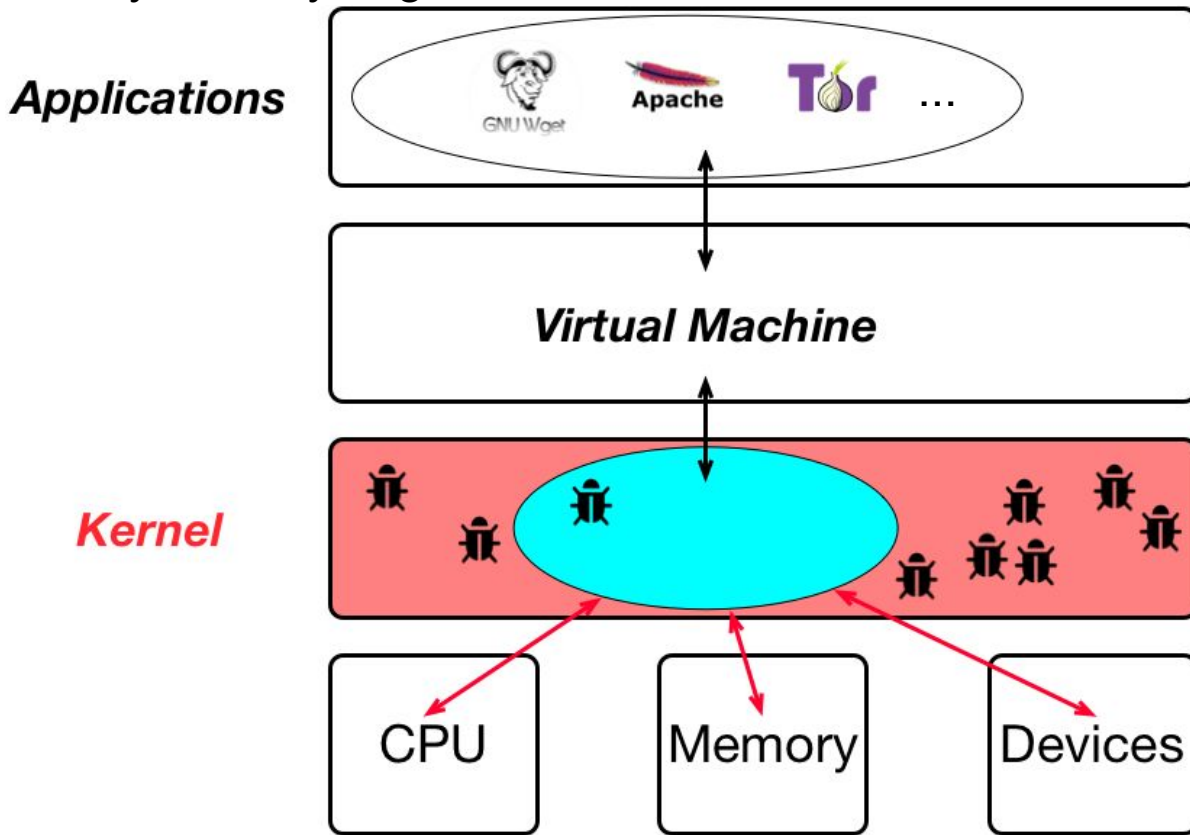 Applications
GNU Wget
Apache
Tor
...
Virtual Machine
Kernel
CPU
Memory
Devices